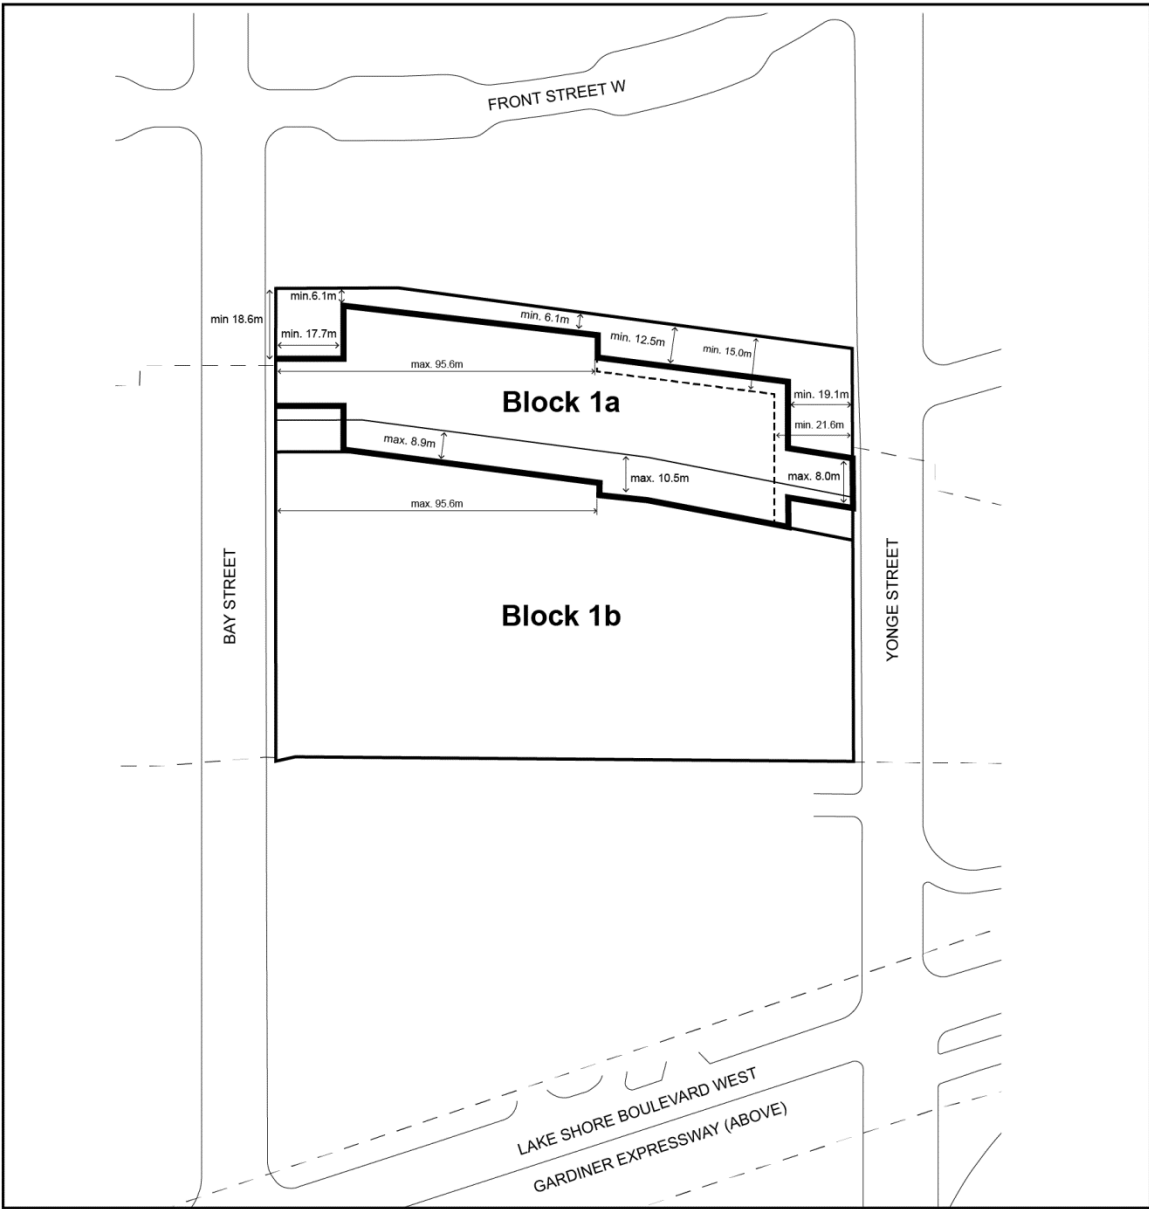 FRONT STREET W
min.6.1m
min 18.6m
min. 6.1m
min. 17.7m
min. 12.5m
min. 15.0m
max. 95.6m
min. 19.1m
Block 1a
min. 21.6m
max. 8.9m
max. 10.5m
max. 8.0m
max. 95.6m
BAY STREET
YONGE STREET
Block 1b
LAKE SHORE BOULEVARD WEST
GARDINER EXPRESSWAY (ABOVE)